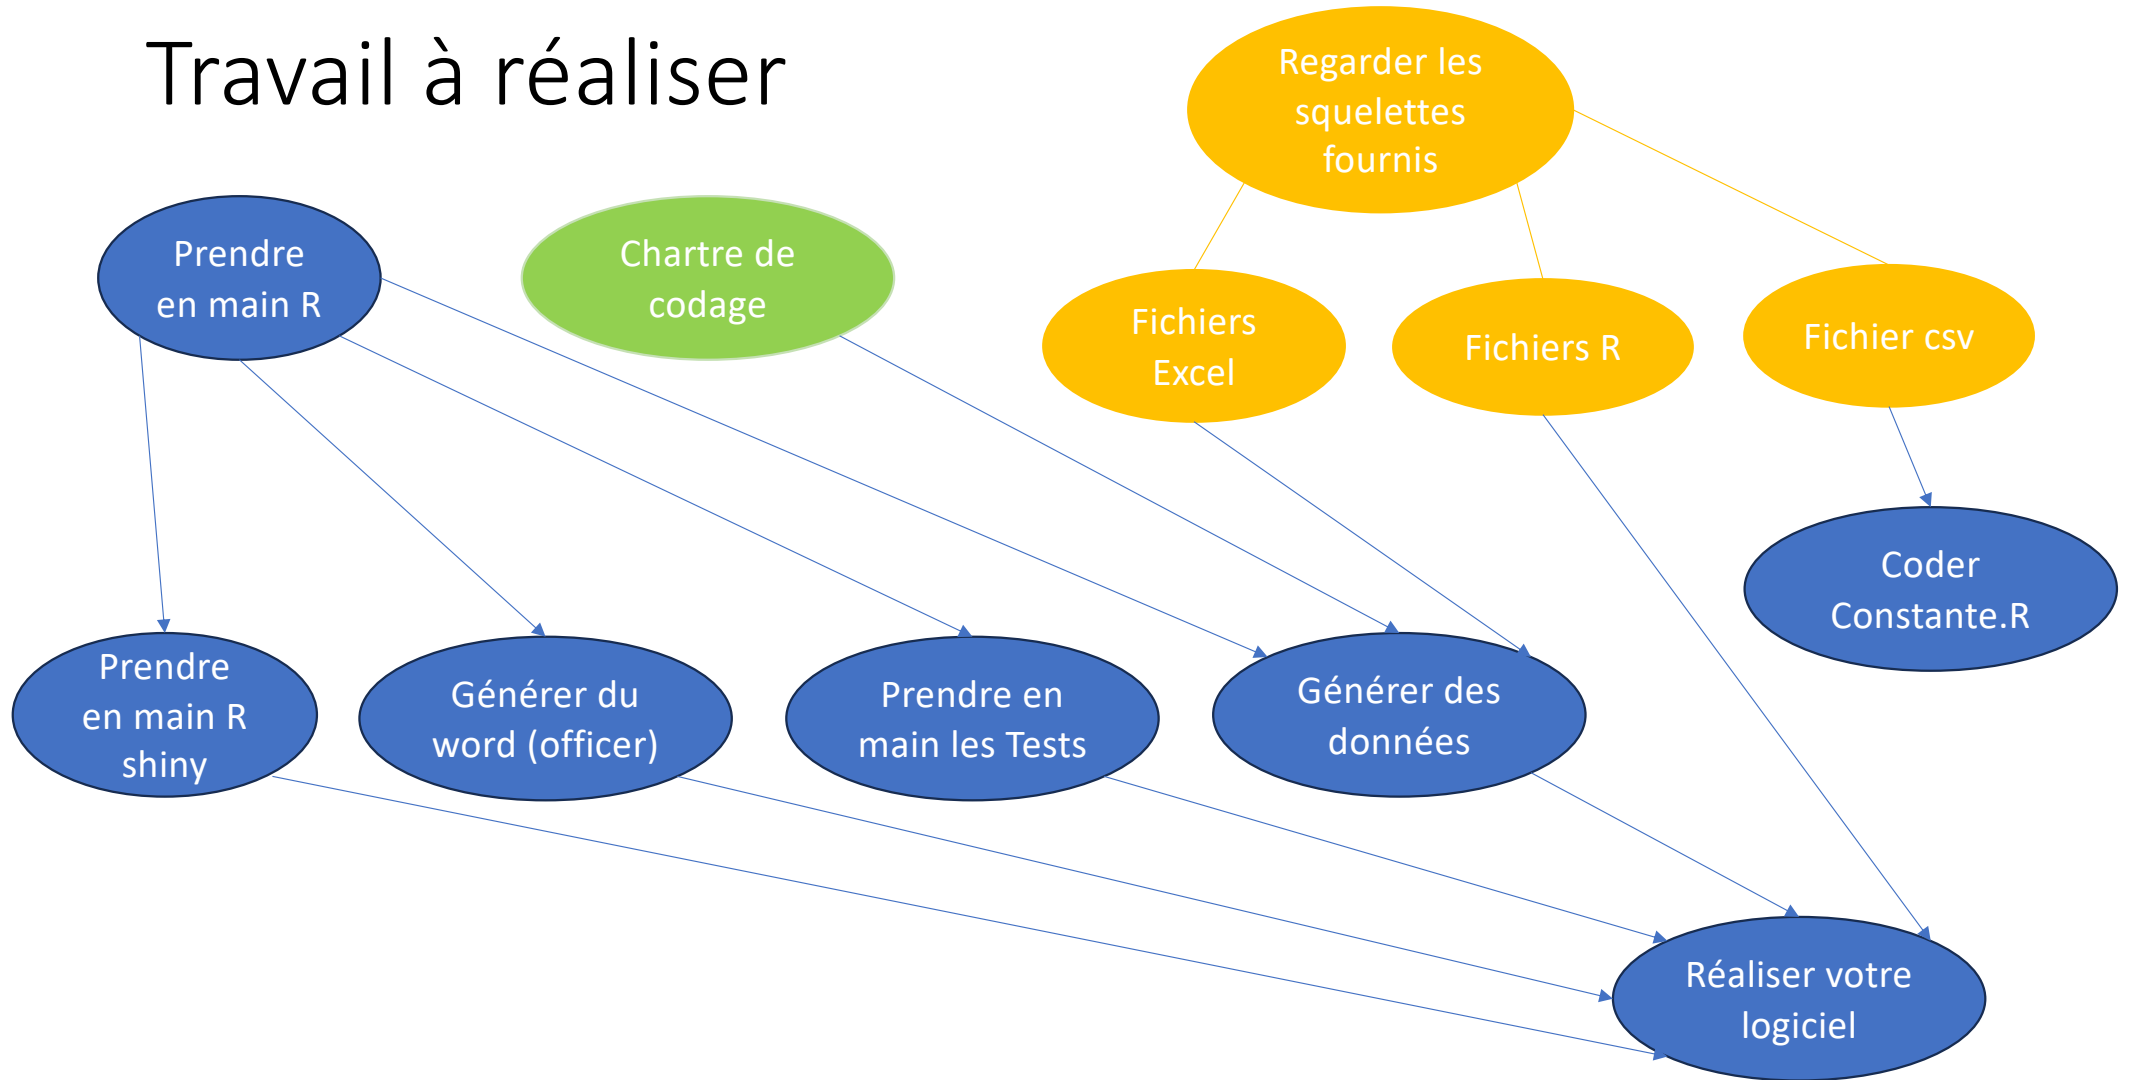 Travail à réaliser
Regarder les
squelettes
fournis
Prendre
en main R
Chartre de
codage
Fichiers
Excel
Fichiers R
Fichier csv
Coder
Constante.R
Prendre
en main R
shiny
Générer du
word (officer)
Prendre en
main les Tests
Générer des
données
Réaliser votre
logiciel